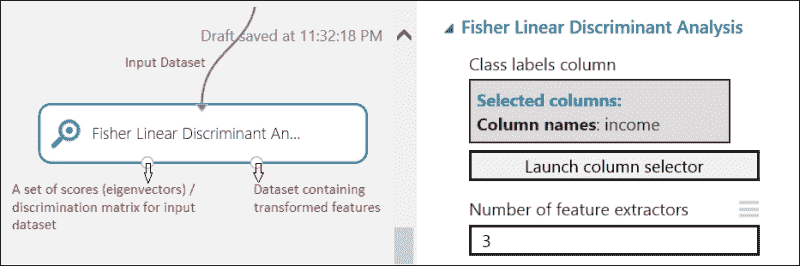 Draft saved at 11:32:18 PM
Input Dataset
Fisher Linear Discriminant An...
A set of scores (eigenvectors) /
discrimination matrix for input
dataset
Dataset containing
transformed features
Fisher Linear Discriminant Analysis
Class labels column
Selected columns:
Column names: income
Launch column selector
Number of feature extractors
3